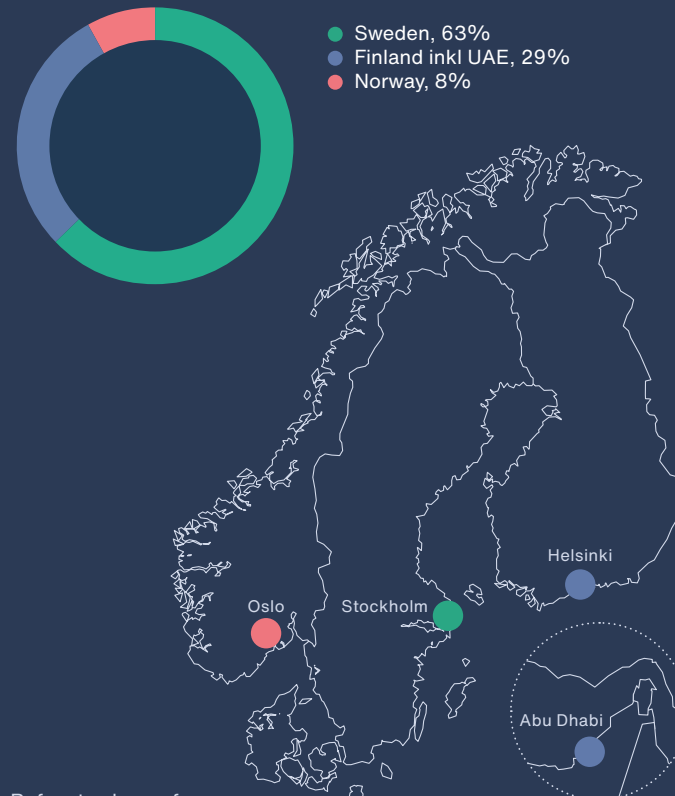 Sweden, 63%
Finland inkl UAE, 29%
Norway, 8%
Helsinki
Oslo
Stockholm
Abu Dhabi